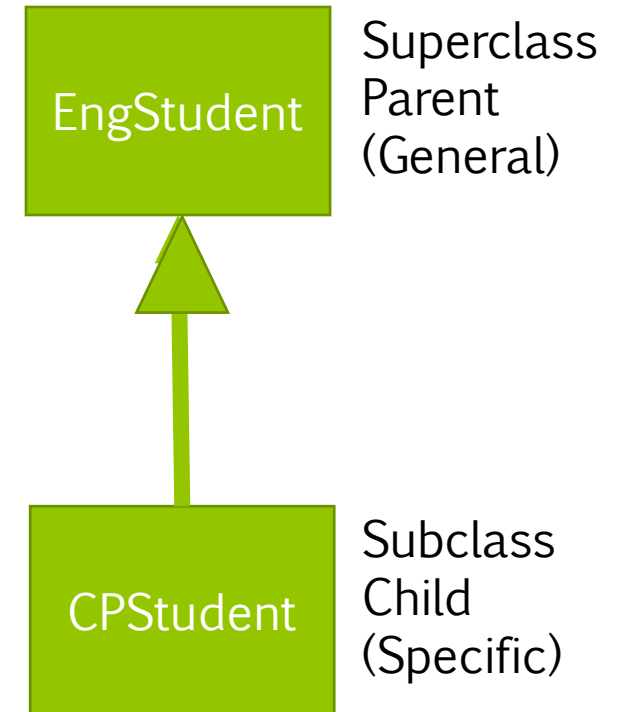 EngStudent
Superclass
Parent
(General)
CPStudent
Subclass
Child
(Specific)